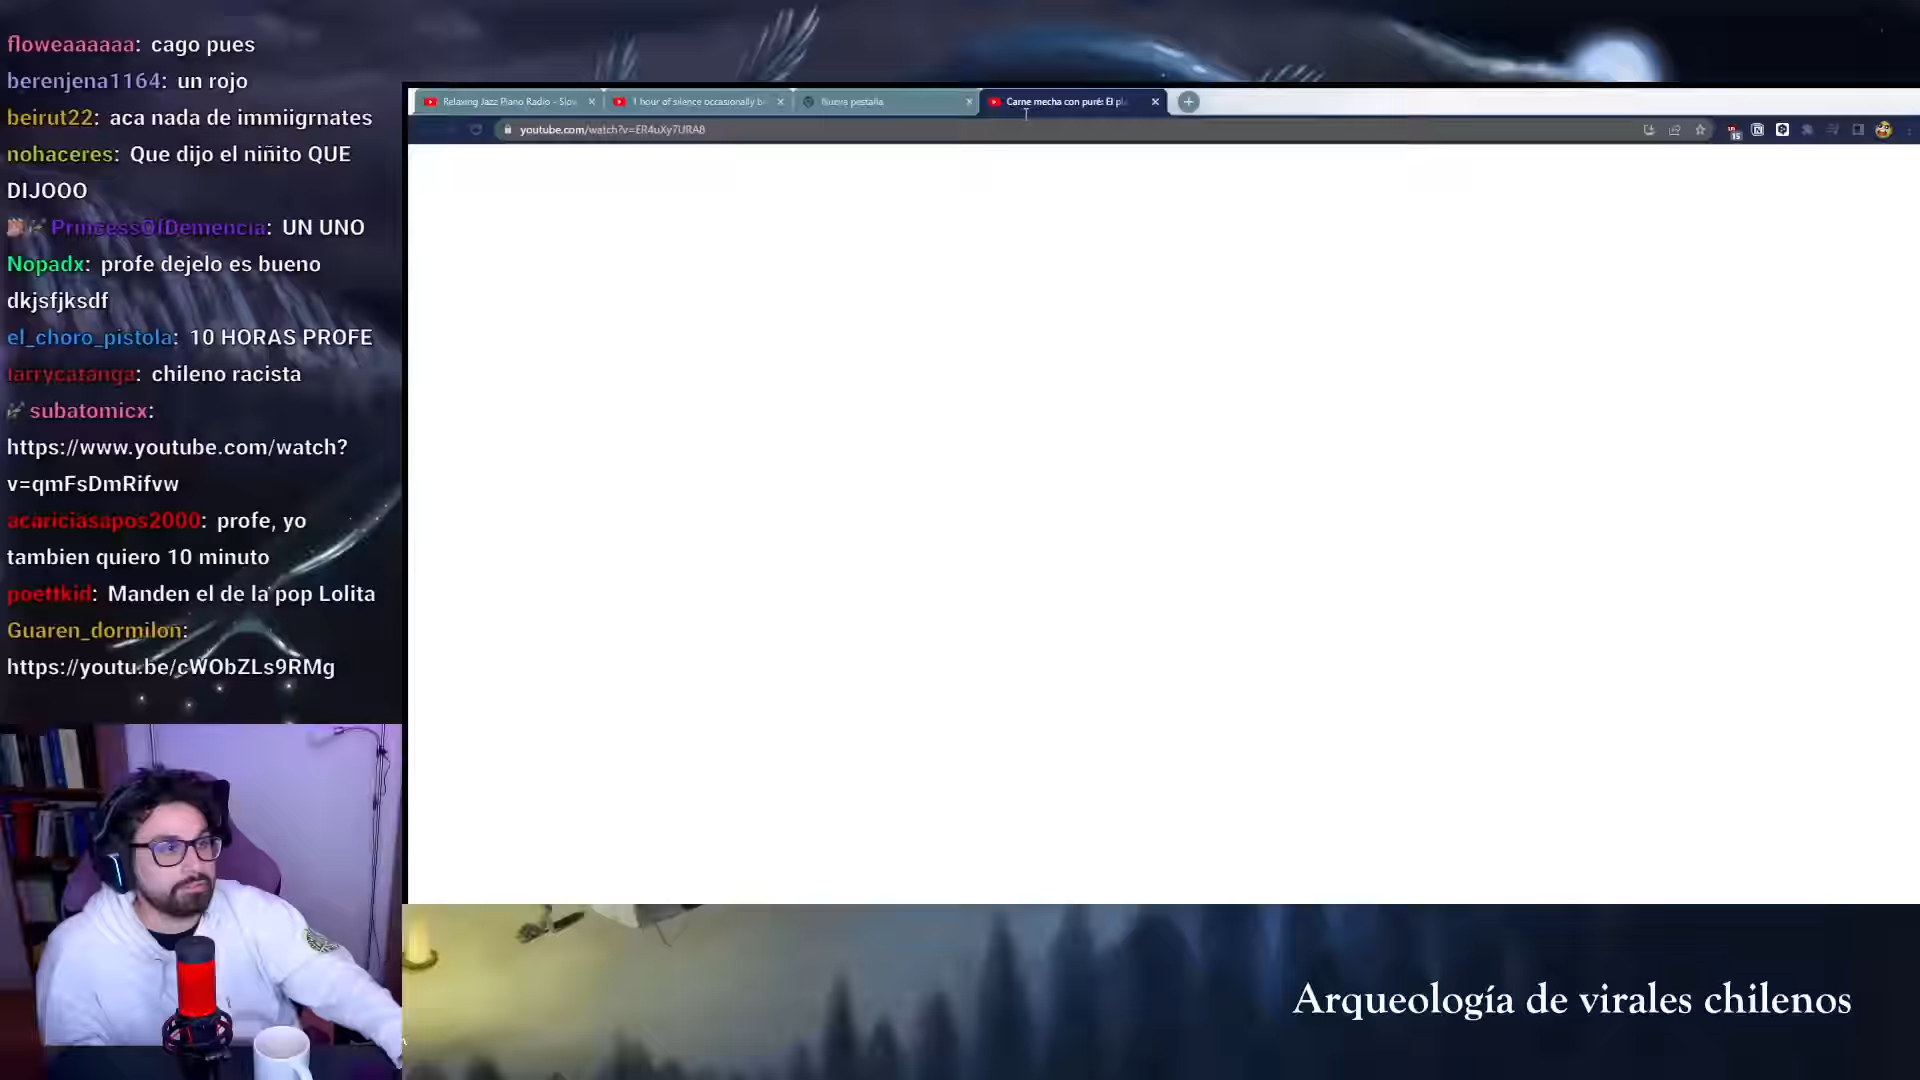 floweaaaaaa: cago pues
berenjena1164: un rojo
beirut22: aca nada de immiigrnates
nohaceres: Que dijo el niñito QUE
DIJOOO
PrincessOfDemencia: UN UNO
Nopadx: profe dejelo es bueno
dkjsfjksdf
el_choro_pistola: 10 HORAS PROFE
larrycatanga: chileno racista
subatomicx:
https://www.youtube.com/watch?
v=qmFsDmRifvw
acariciasapos2000: profe, yo
tambien quiero 10 minuto
poettkid: Manden el de la pop Lolita
Guaren_dormilon:
https://youtu.be/cWObZLs9RMg
Relaxing Jazz Piano Radio - Slow
1 hour of silence occasionally b
Nueva pestaña
Carne mecha con puré: El pl
youtube.com/watch?v=ER4uXy7URA8
15
Arqueología de virales chilenos